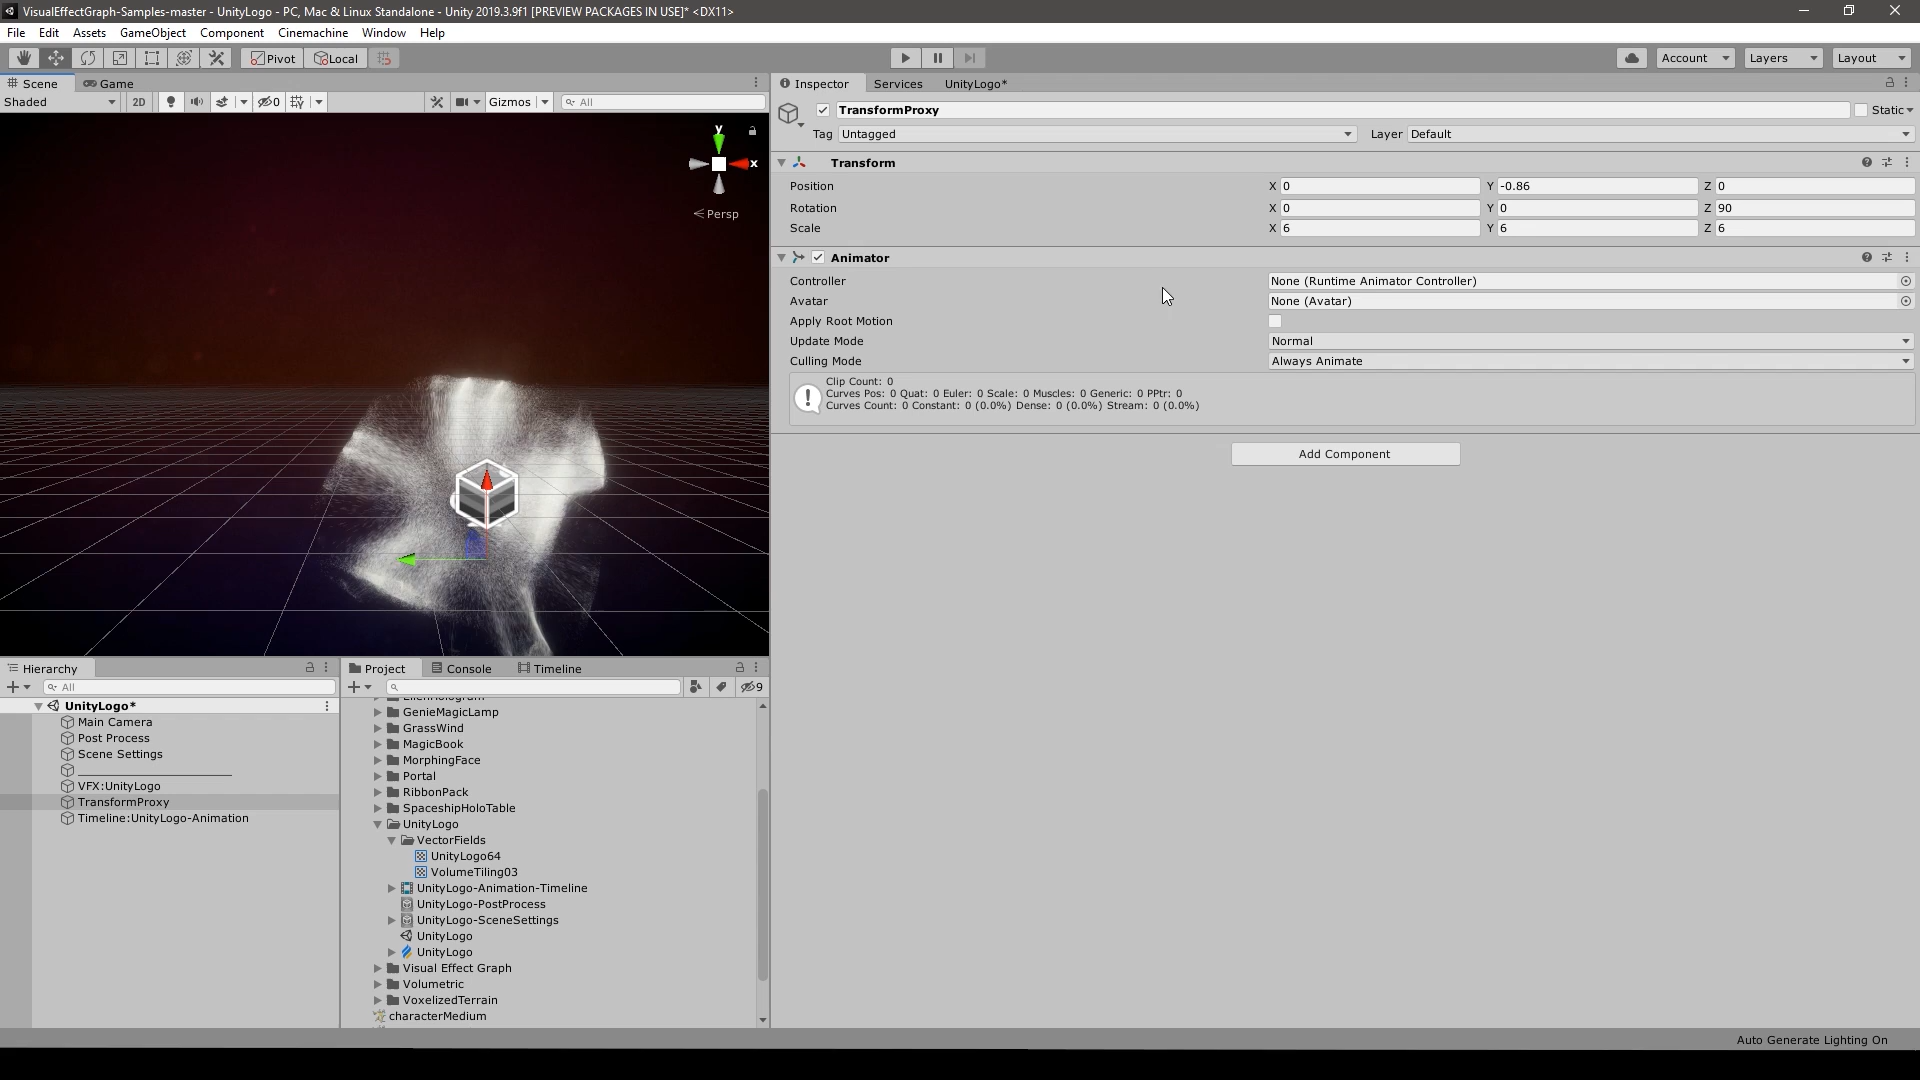 VisualEffectGraph-Samples-master - UnityLogo - PC, Mac & Linux Standalone - Unity 2019.3.9f1 [PREVIEW PACKAGES IN USE]* <DX11>
File Edit Assets GameObject Component Cinemachine Window Help
Pivot Local Account Layers Layout
Scene Game Inspector Services UnityLogo*
Shaded 2D 0 Gizmos All
TransformProxy Static
Tag Untagged Layer Default
Transform
Position X 0 Y -0.86 Z 0
Rotation X 0 Y 0 Z 90
Scale X 6 Y 6 Z 6
Animator
Controller None (Runtime Animator Controller)
Avatar None (Avatar)
Apply Root Motion
Update Mode Normal
Culling Mode Always Animate
Clip Count: 0
Curves Pos: 0 Quat: 0 Euler: 0 Scale: 0 Muscles: 0 Generic: 0 PPtr: 0
Curves Count: 0 Constant: 0 (0.0%) Dense: 0 (0.0%) Stream: 0 (0.0%)
Add Component
y
x
Persp
Hierarchy
All
UnityLogo*
Main Camera
Post Process
Scene Settings
______________________
VFX:UnityLogo
TransformProxy
Timeline:UnityLogo-Animation
Project Console Timeline
9
GenieMagicLamp
GrassWind
MagicBook
MorphingFace
Portal
RibbonPack
SpaceshipHoloTable
UnityLogo
VectorFields
UnityLogo64
VolumeTiling03
UnityLogo-Animation-Timeline
UnityLogo-PostProcess
UnityLogo-SceneSettings
UnityLogo
UnityLogo
Visual Effect Graph
Volumetric
VoxelizedTerrain
characterMedium
Auto Generate Lighting On